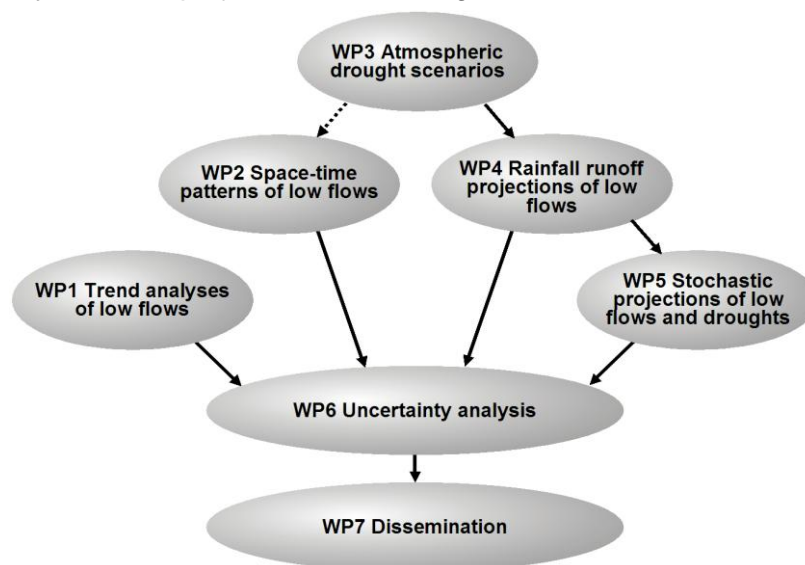 WP3 Atmospheric
drought scenarios
WP2 Space-time
patterns of low flows
WP4 Rainfall runoff
projections of low
flows
WP1 Trend analyses
of low flows
WP5 Stochastic
projections of low
flows and droughts
WP6 Uncertainty analysis
WP7 Dissemination